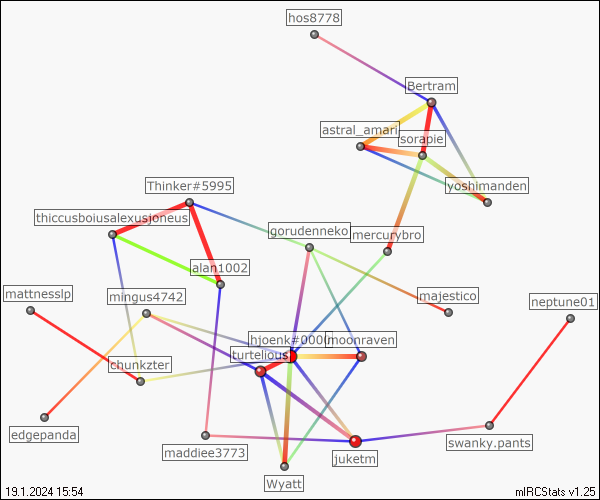 hos8778
Bertram
astral_amari
sorapie
yoshimanden
Thinker#5995
thiccusboiusalexusjoneus
gorudenneko
mercurybro
alan1002
mattnesslp
mingus4742
majestico
neptune01
hjoenk#000
moonraven
turtelious
chunkzter
edgepanda
maddiee3773
juketm
swanky.pants
Wyatt
19.1.2024 15:54
mIRCStats v1.25